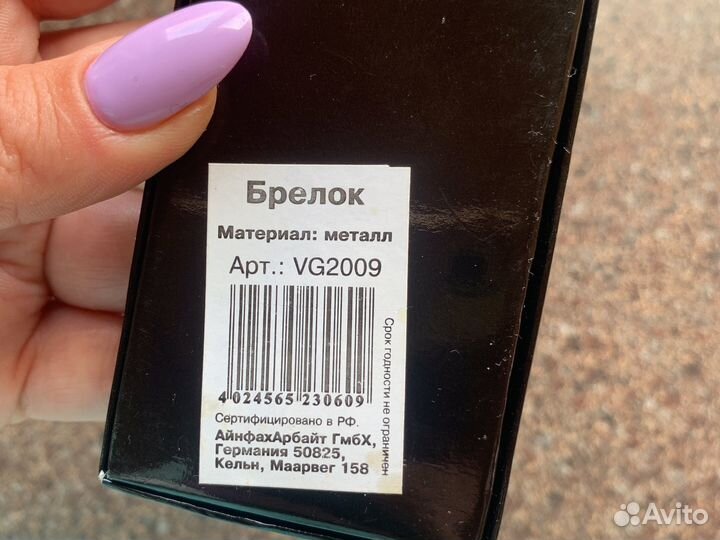 Брелок
Материал: металл
Арт.: VG2009
4 024565 230609
Срок годности не ограничен
Сертифицировано в РФ.
АйнфахАрбайт ГмбХ,
Германия 50825,
Кельн, Маарвег 158
Avito